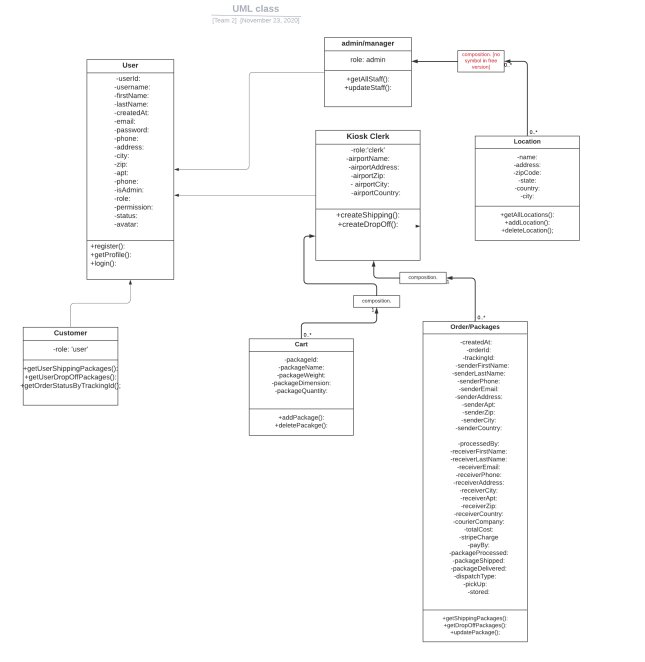 UML class
[Team 2] [November 23, 2020]
User
-userId:
-username:
-firstName:
-lastName:
-createdAt:
-email:
-password:
-phone:
-address:
-city:
-zip:
-apt:
-phone:
-isAdmin:
-role:
-permission:
-status:
-avatar:
+register():
+getProfile():
+login():
admin/manager
role: admin
+getAllStaff():
+updateStaff():
composition. [no
symbol in free
version]
0..*
0..*
Location
-name:
-address:
-zipCode:
-state:
-country:
-city:
+getAllLocations():
+addLocation():
+deleteLocation():
Kiosk Clerk
-role:'clerk'
-airportName:
-airportAddress:
-airportZip:
- airportCity:
-airportCountry:
+createShipping():
+createDropOff():
composition.
1
composition.
1
Customer
-role: 'user'
+getUserShippingPackages():
+getUserDropOffPackages():
+getOrderStatusByTrackingId():
0..*
Cart
-packageId:
-packageName:
-packageWeight:
-packageDimension:
-packageQuantity:
+addPackage():
+deletePacakge():
0..*
Order/Packages
-createdAt:
-orderId:
-trackingId:
-senderFirstName:
-senderLastName:
-senderPhone:
-senderEmail:
-senderAddress:
-senderApt:
-senderZip:
-senderCity:
-senderCountry:
-processedBy:
-receiverFirstName:
-receiverLastName:
-receiverEmail:
-receiverPhone:
-receiverAddress:
-receiverCity:
-receiverApt:
-receiverZip:
-receiverCountry:
-courierCompany:
-totalCost:
-stripeCharge
-payBy:
-packageProcessed:
-packageShipped:
-packageDelivered:
-dispatchType:
-pickUp:
-stored:
+getShippingPackages():
+getDropOffPackages():
+updatePackage():